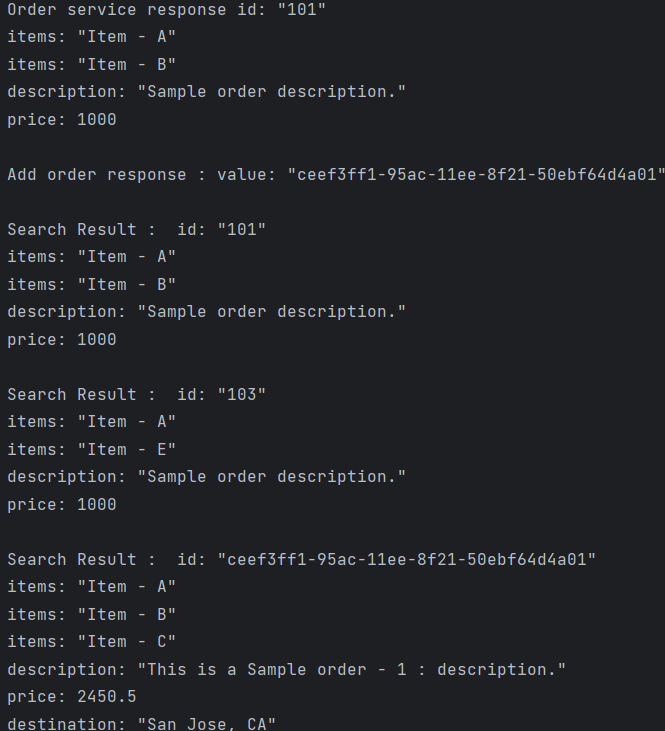 Order service response id: "101"
items: "Item - A"
items: "Item - B"
description: "Sample order description."
price: 1000
Add order response : value: "ceef3ff1-95ac-11ee-8f21-50ebf64d4a01"
Search Result :  id: "101"
items: "Item - A"
items: "Item - B"
description: "Sample order description."
price: 1000
Search Result :  id: "103"
items: "Item - A"
items: "Item - E"
description: "Sample order description."
price: 1000
Search Result :  id: "ceef3ff1-95ac-11ee-8f21-50ebf64d4a01"
items: "Item - A"
items: "Item - B"
items: "Item - C"
description: "This is a Sample order - 1 : description."
price: 2450.5
destination: "San Jose, CA"